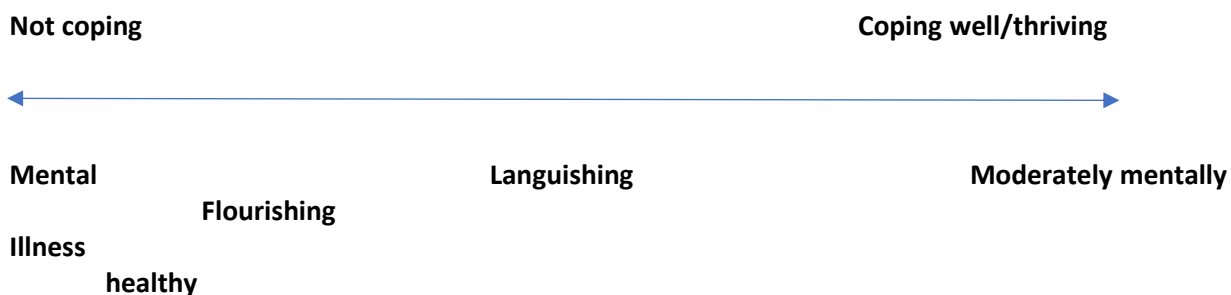 Not coping Coping well/thriving
Mental Languishing Moderately mentally
Flourishing
Illness
healthy